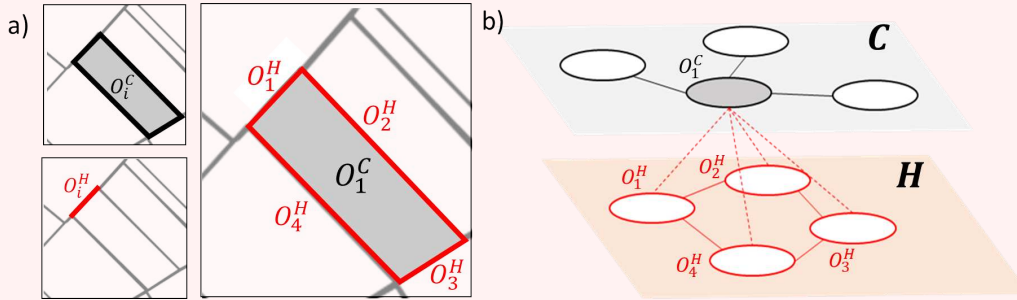 a)
O_i^C
O_i^H
O_1^H
O_2^H
O_1^C
O_4^H
O_3^H
b)
C
O_1^C
H
O_1^H
O_2^H
O_4^H
O_3^H